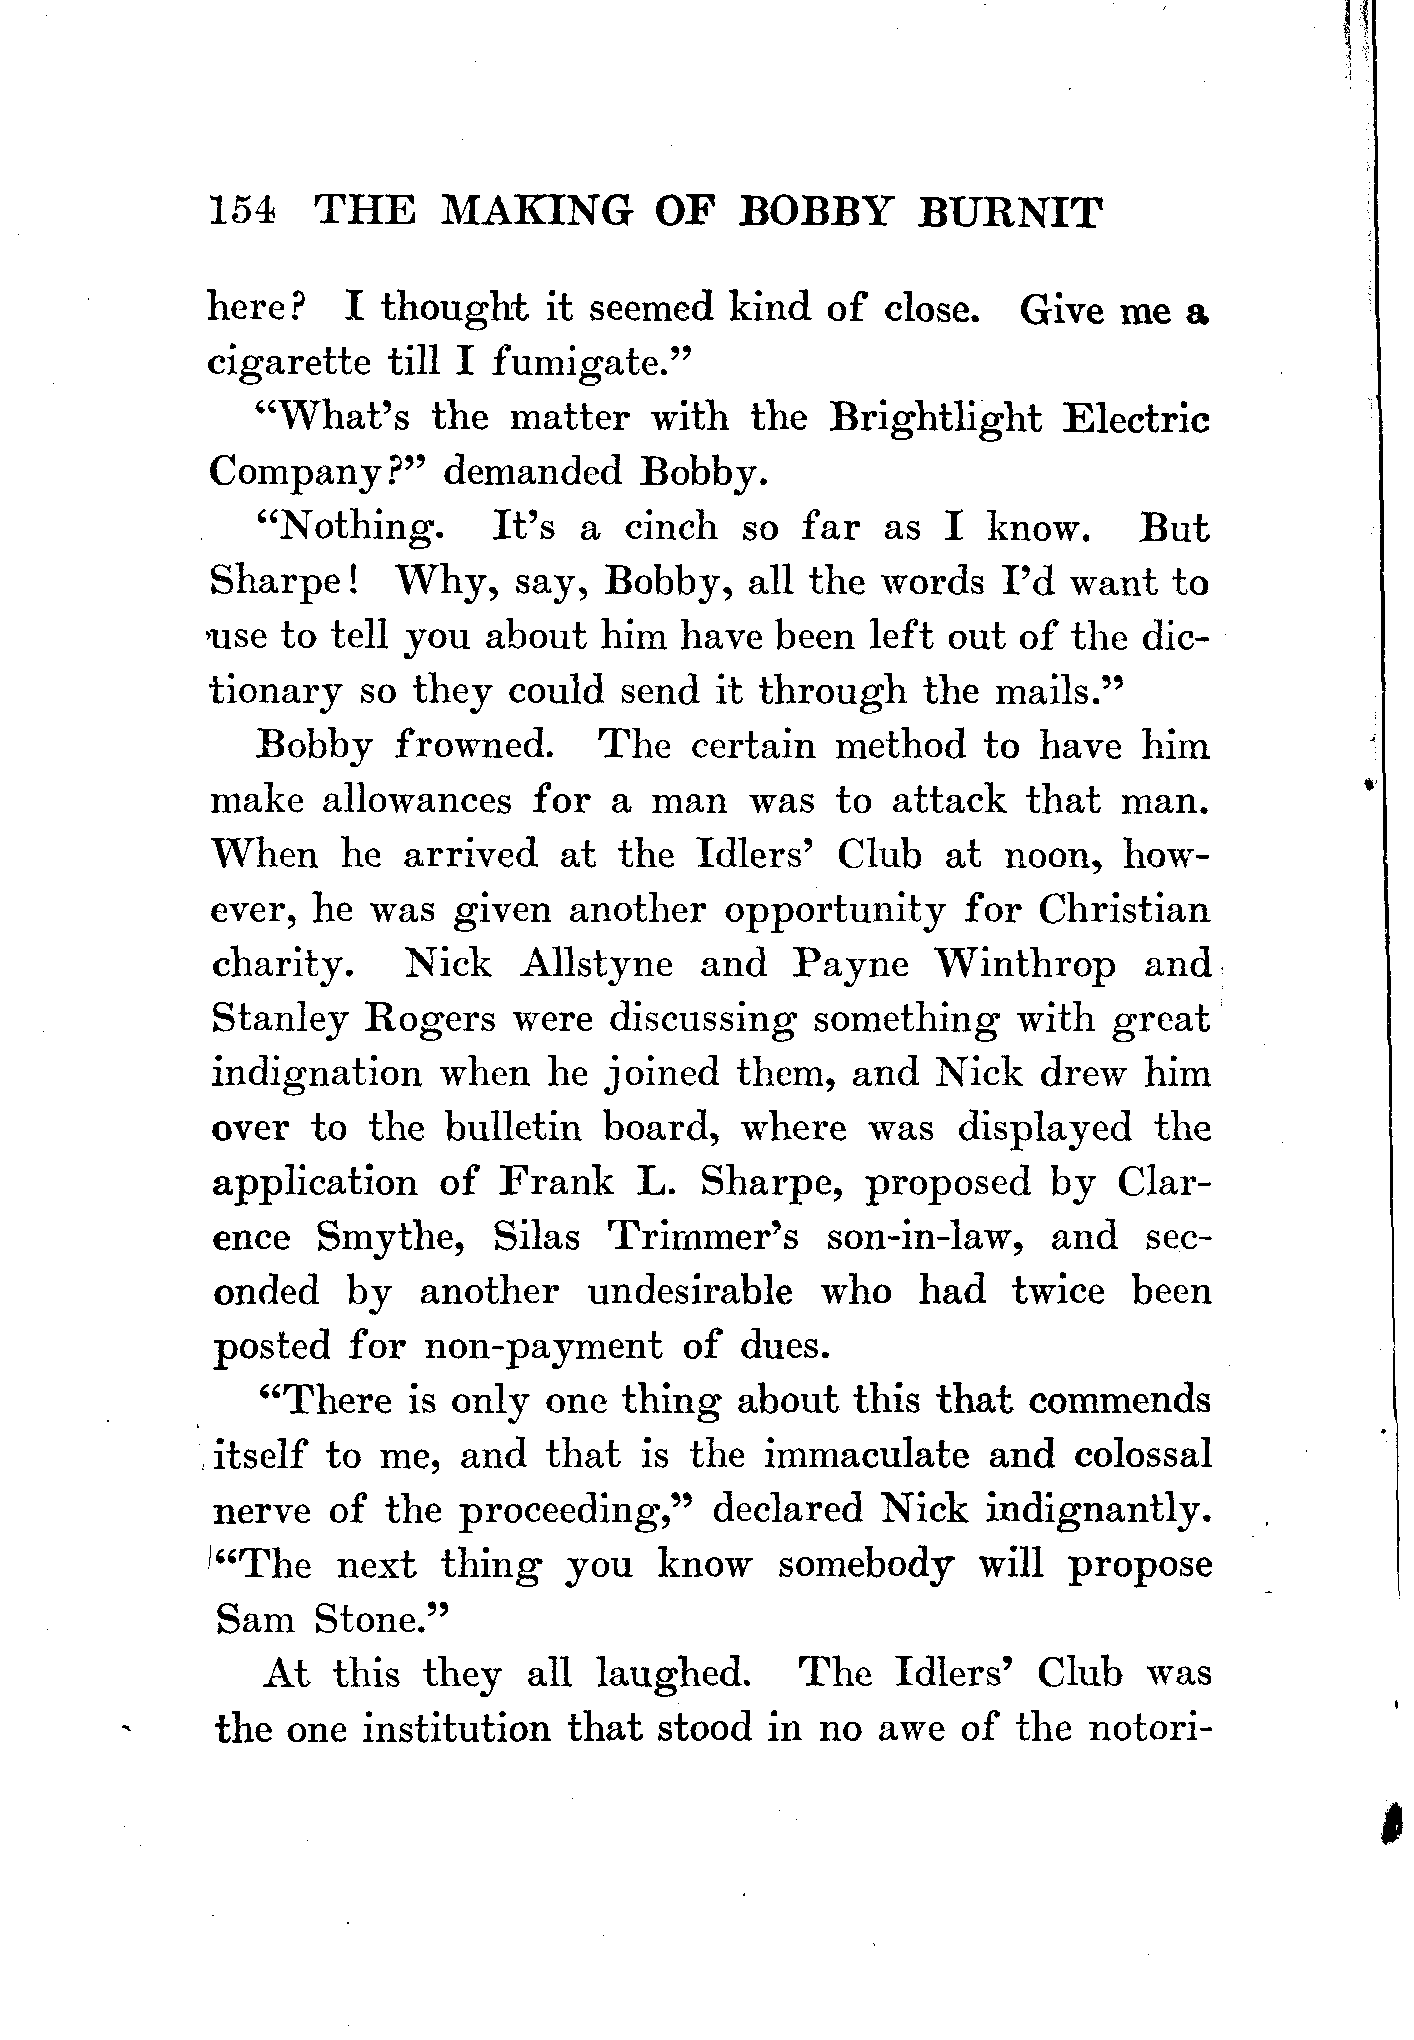 154 THE MAKING OF BOBBY BURNIT
here? I thought it seemed kind of close. Give me a
cigarette till I fumigate.”
“What’s the matter with the Brightlight Electric
Company?” demanded Bobby.
“Nothing. It’s a cinch so far as I know. But
Sharpe! Why, say, Bobby, all the words I’d want to
use to tell you about him have been left out of the dic-
tionary so they could send it through the mails.”
Bobby frowned. The certain method to have him
make allowances for a man was to attack that man.
When he arrived at the Idlers’ Club at noon, how-
ever, he was given another opportunity for Christian
charity. Nick Allstyne and Payne Winthrop and
Stanley Rogers were discussing something with great
indignation when he joined them, and Nick drew him
over to the bulletin board, where was displayed the
application of Frank L. Sharpe, proposed by Clar-
ence Smythe, Silas Trimmer’s son-in-law, and sec-
onded by another undesirable who had twice been
posted for non-payment of dues.
“There is only one thing about this that commends
itself to me, and that is the immaculate and colossal
nerve of the proceeding,” declared Nick indignantly.
“The next thing you know somebody will propose
Sam Stone.”
At this they all laughed. The Idlers’ Club was
the one institution that stood in no awe of the notori-